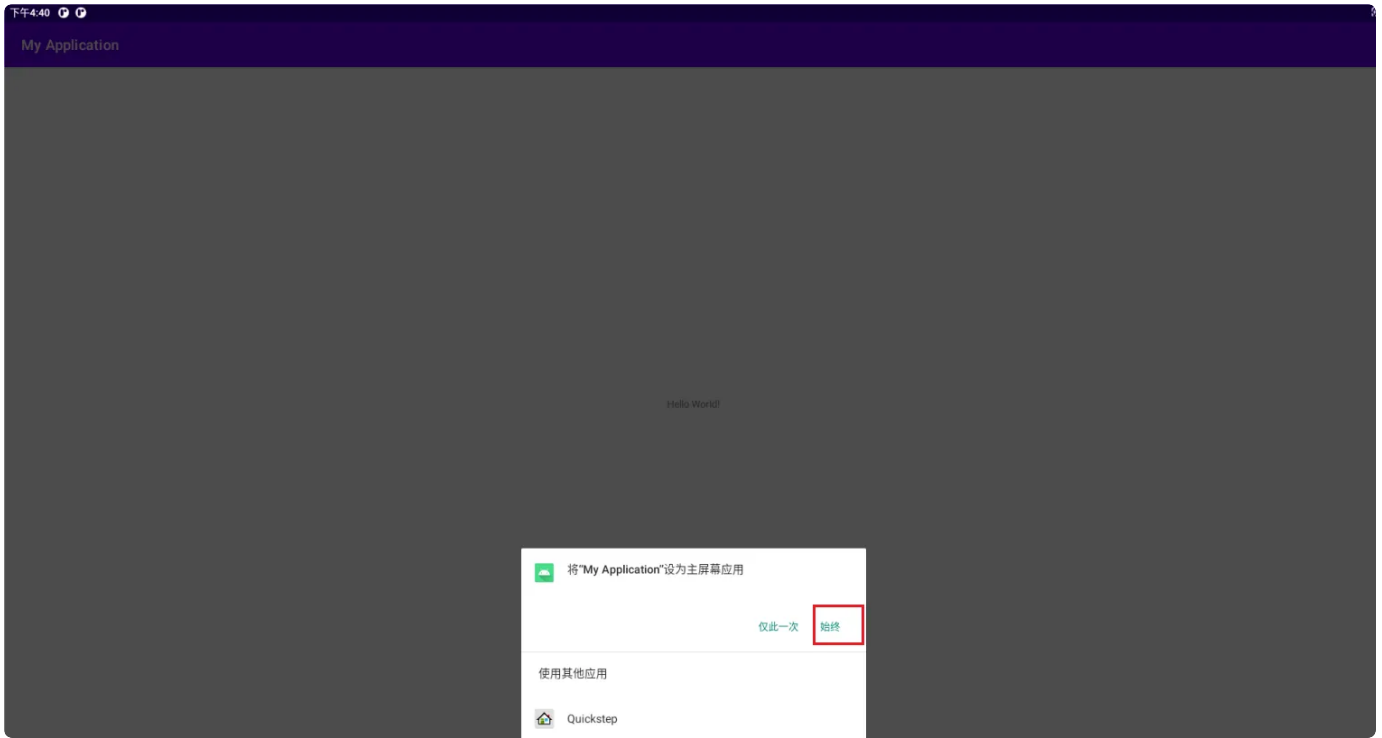 下午4:40
My Application
Hello World!
将"My Application"设为主屏幕应用
仅此一次 始终
使用其他应用
Quickstep